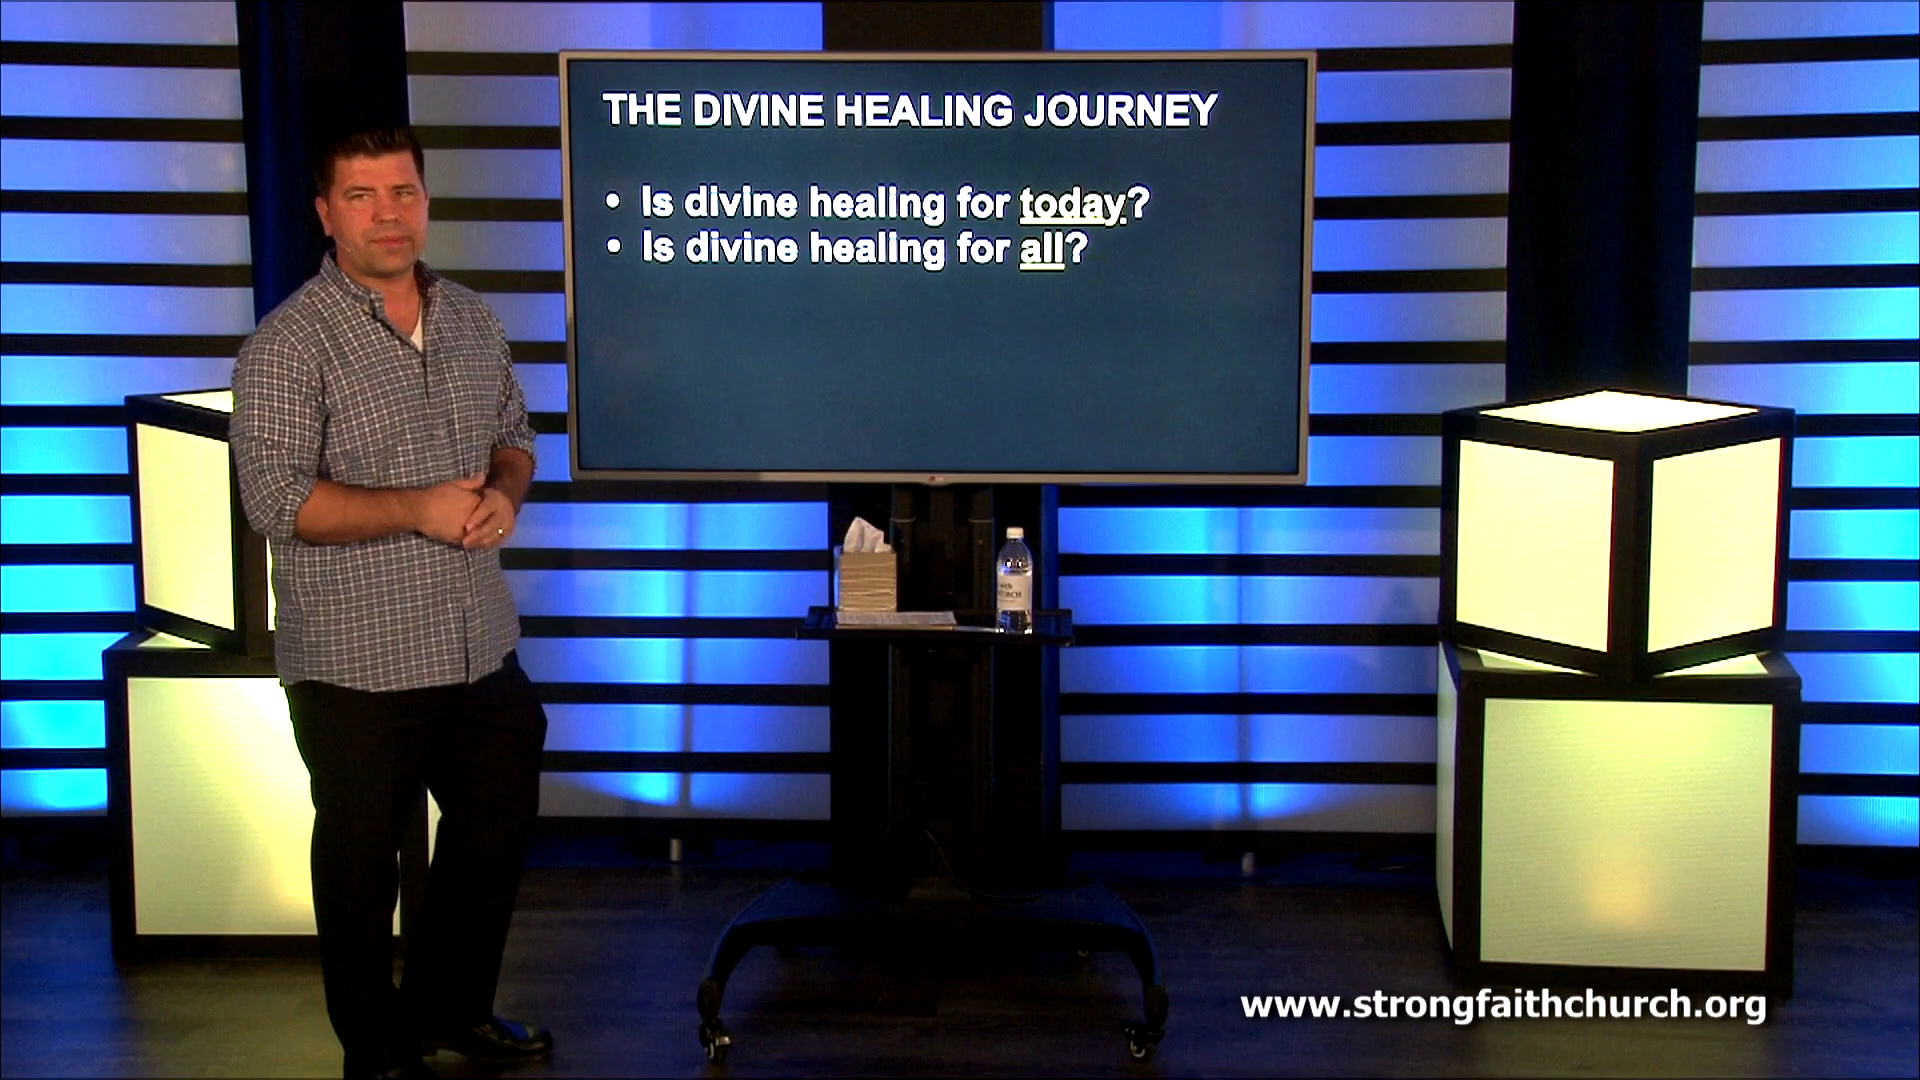 THE DIVINE HEALING JOURNEY
• Is divine healing for today?
• Is divine healing for all?
www.strongfaithchurch.org